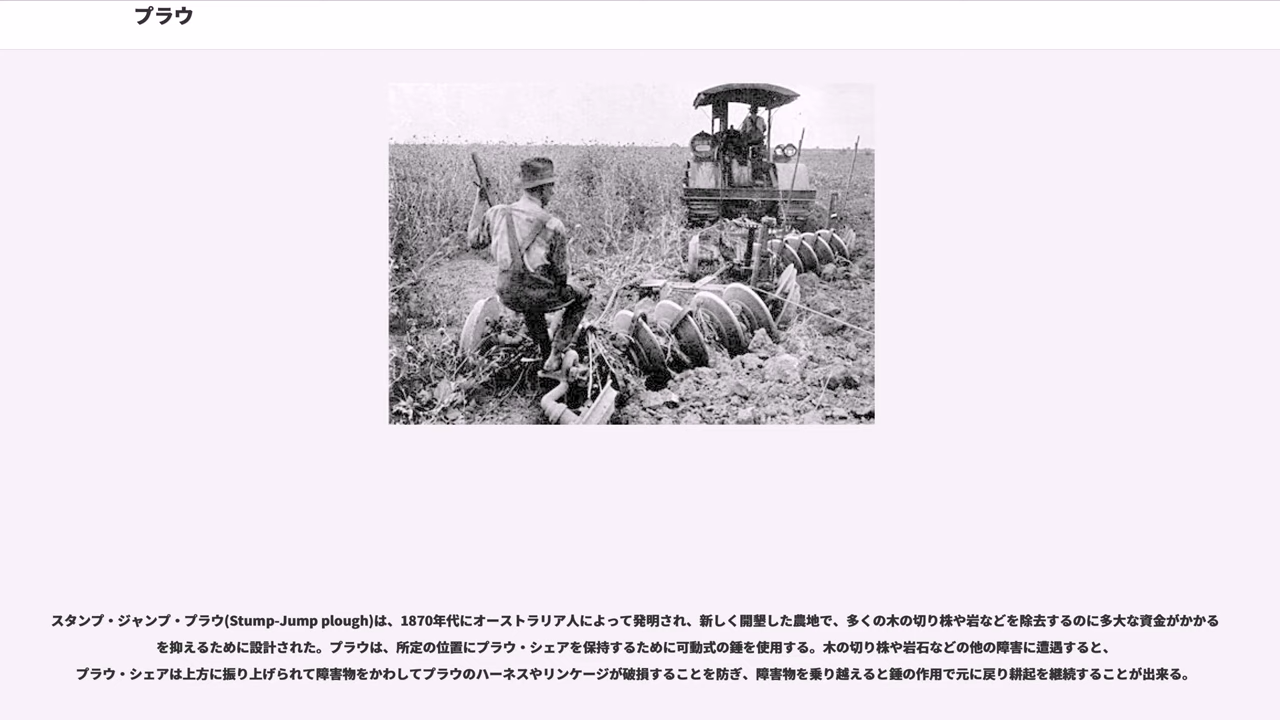 プラウ
スタンプ・ジャンプ・プラウ(Stump-Jump plough)は、1870年代にオーストラリア人によって発明され、新しく開墾した農地で、多くの木の切り株や岩などを除去するのに多大な資金がかかる
を抑えるために設計された。プラウは、所定の位置にプラウ・シェアを保持するために可動式の錘を使用する。木の切り株や岩石などの他の障害に遭遇すると、
プラウ・シェアは上方に振り上げられて障害物をかわしてプラウのハーネスやリンケージが破損することを防ぎ、障害物を乗り越えると錘の作用で元に戻り耕起を継続することが出来る。